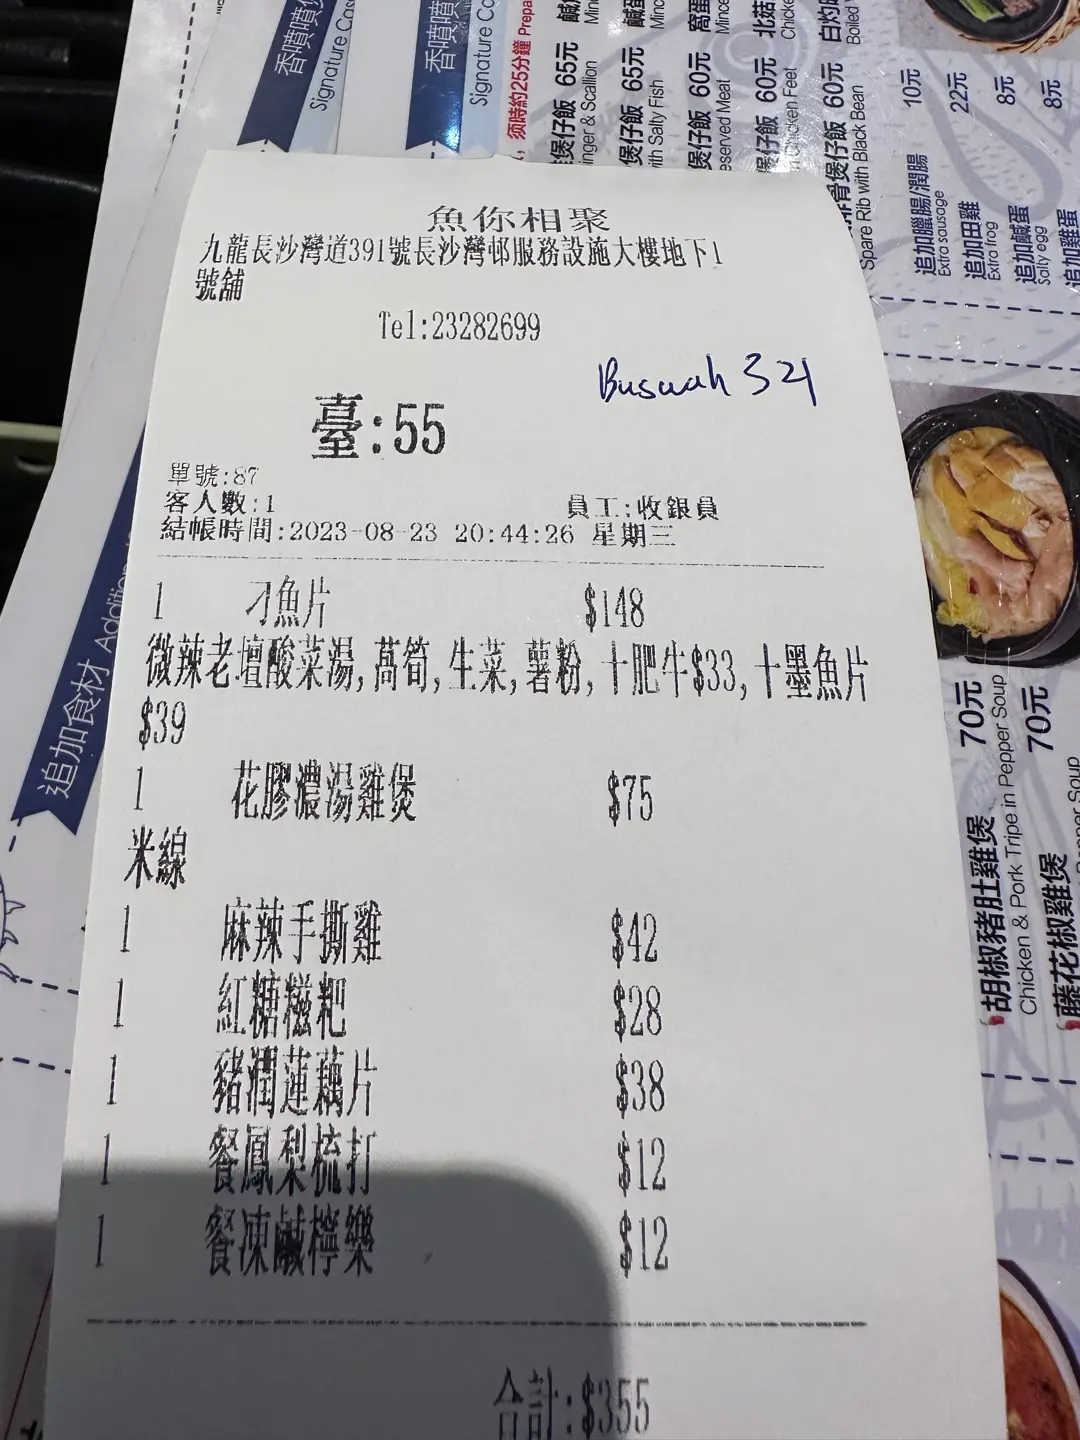 香噴噴
Signature
香噴噴
Signature Co
須時約25分鐘 Prepa
煲仔飯 65元
inger & Scallion
煲仔飯 65元
ith Salty Fish
煲仔飯 60元
eserved Meat
煲仔飯 60元
Chicken Feet
排骨煲仔飯 60元
Spare Rib with Black Bean
追加臘腸/潤腸 10元
Extra sausage
追加田雞 22元
Extra frog
追加鹹蛋 8元
Salty egg
追加煎蛋 8元
魚你相聚
九龍長沙灣道391號長沙灣邨服務設施大樓地下1
號舖
Tel:23282699
Busuah 321
臺:55
單號:87
客人數:1 員工:收銀員
結帳時間:2023-08-23 20:44:26 星期三
1 刁魚片 $148
微辣老壇酸菜湯,萵筍,生菜,薯粉,十肥牛$33,十墨魚片
$39
1 花膠濃湯雞煲 $75
米線
1 麻辣手撕雞 $42
1 紅糖糍粑 $28
1 豬潤蓮藕片 $38
1 餐鳳梨梳打 $12
1 餐凍鹹檸樂 $12
合計:$355
追加食材 Addition
胡椒豬肚雞煲 70元
Chicken & Pork Tripe in Pepper Soup
藤花椒雞煲 70元